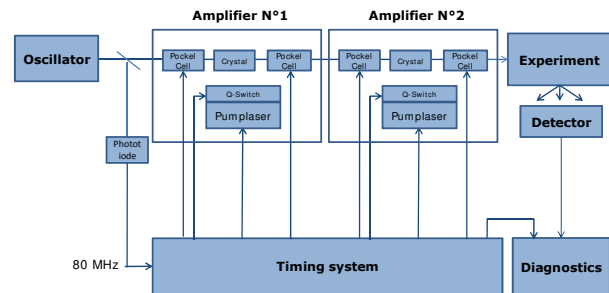 Amplifier N°1
Amplifier N°2
Oscillator
Pockel
Cell
Crystal
Pockel
Cell
Pockel
Cell
Crystal
Pockel
Cell
Experiment
Q-Switch
Pumplaser
Q-Switch
Pumplaser
Detector
Photot
iode
80 MHz
Timing system
Diagnostics